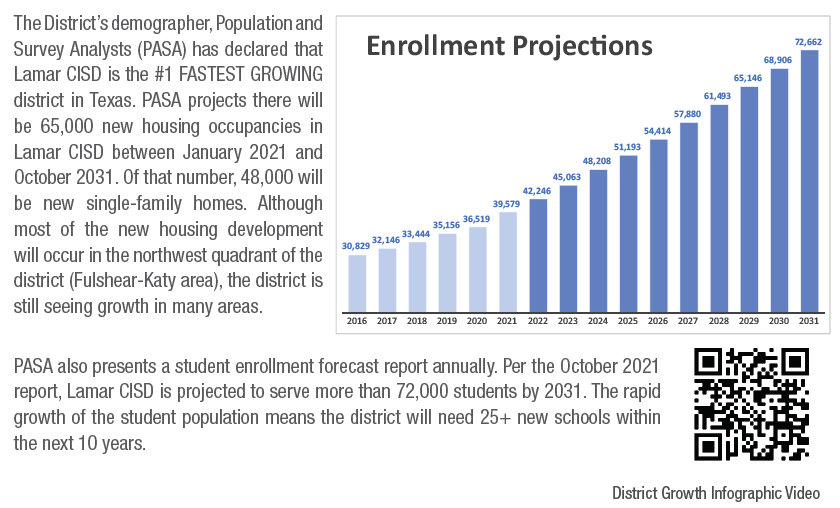 The District's demographer, Population and
Survey Analysts (PASA) has declared that
Lamar CISD is the #1 FASTEST GROWING
district in Texas. PASA projects there will
be 65,000 new housing occupancies in
Lamar CISD between January 2021 and
October 2031. Of that number, 48,000 will
be new single-family homes. Although
most of the new housing development
will occur in the northwest quadrant of the
district (Fulshear-Katy area), the district is
still seeing growth in many areas.
Enrollment Projections
30,829 32,146 33,444 35,156 36,519 39,579 42,246 45,063 48,208 51,193 54,414 57,880 61,493 65,146 68,906 72,662
2016 2017 2018 2019 2020 2021 2022 2023 2024 2025 2026 2027 2028 2029 2030 2031
PASA also presents a student enrollment forecast report annually. Per the October 2021
report, Lamar CISD is projected to serve more than 72,000 students by 2031. The rapid
growth of the student population means the district will need 25+ new schools within
the next 10 years.
District Growth Infographic Video